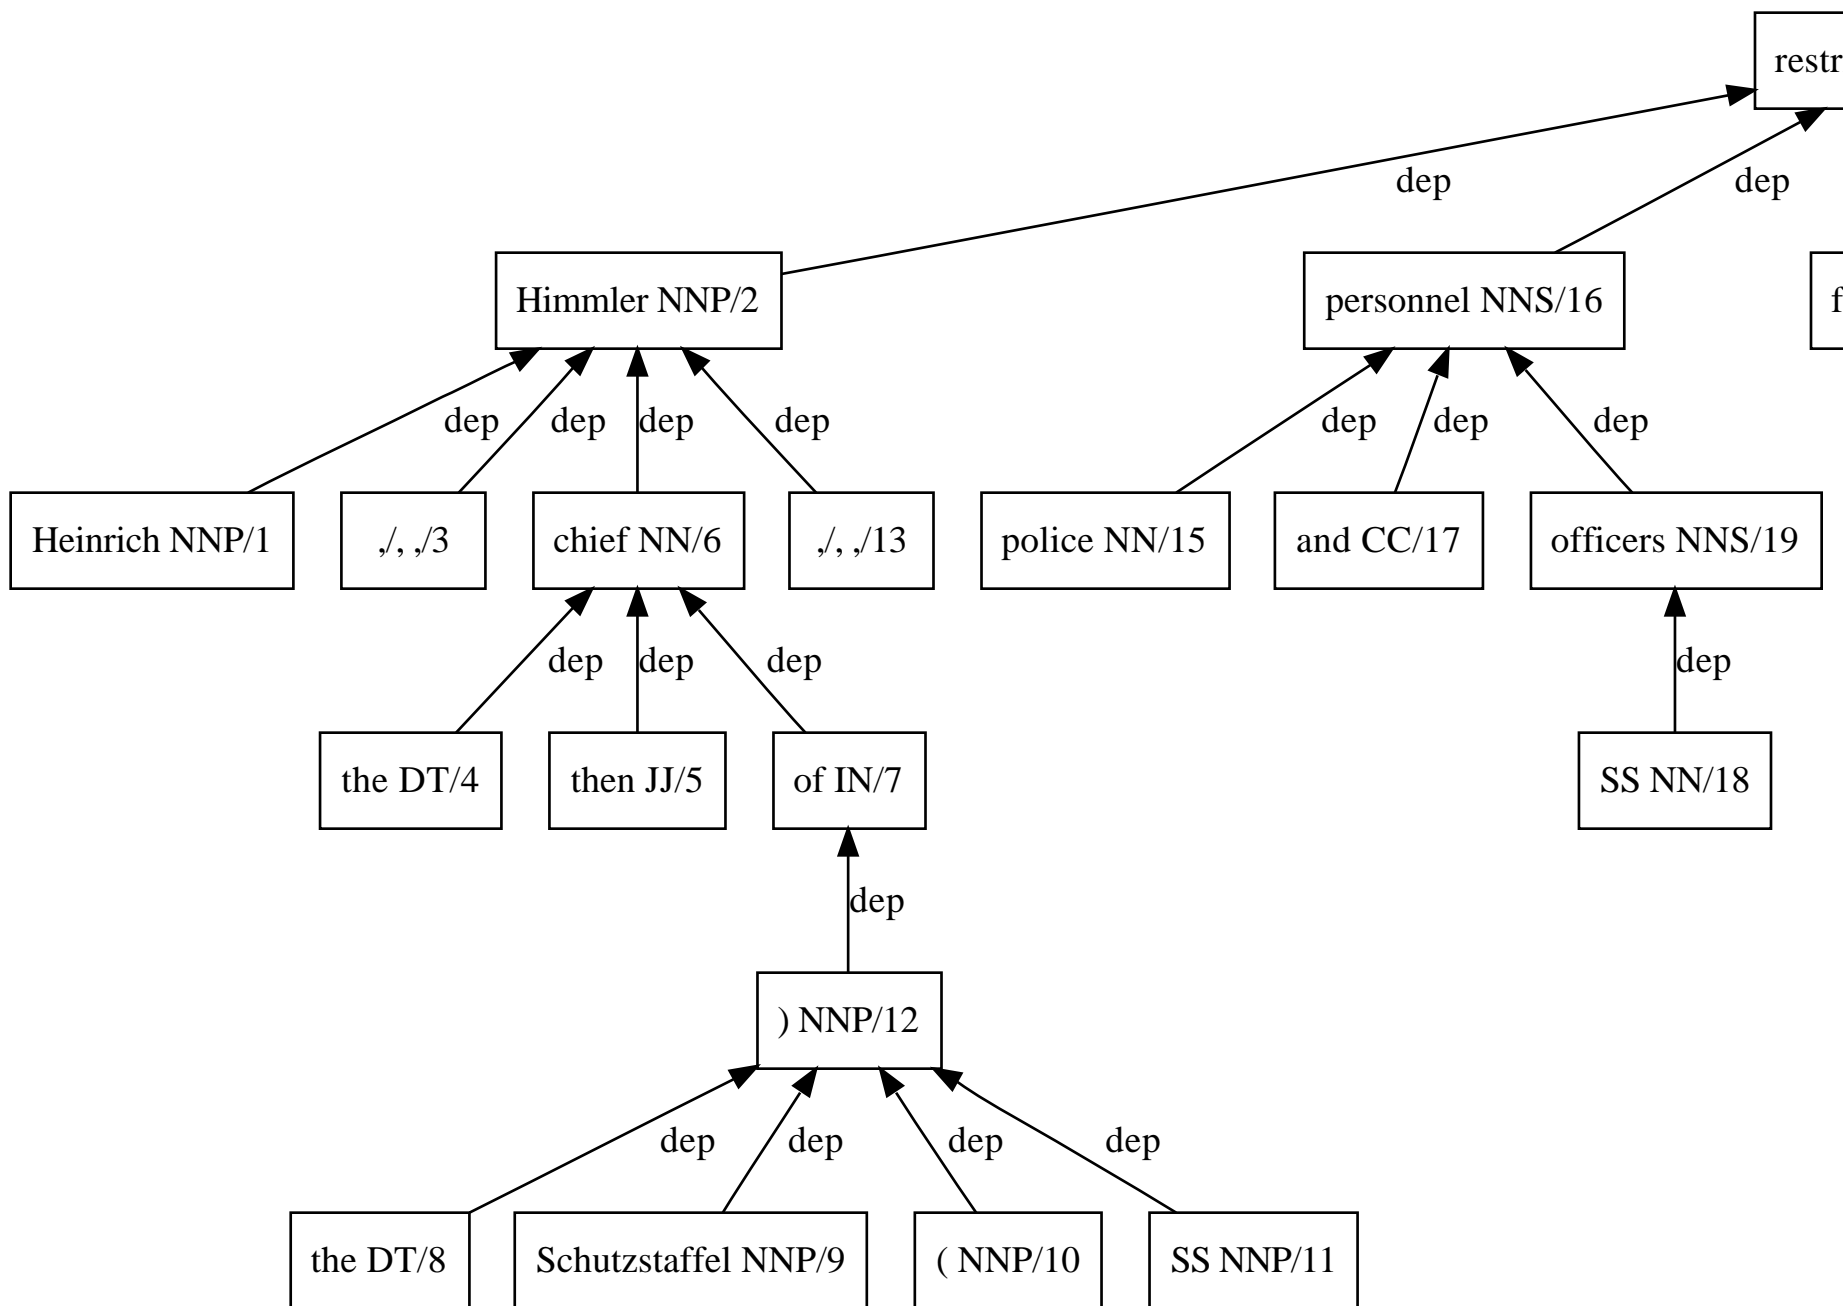 restr
dep dep
Himmler NNP/2 personnel NNS/16 f
dep dep dep dep dep dep dep
Heinrich NNP/1 ,/, ,/3 chief NN/6 ,/, ,/13 police NN/15 and CC/17 officers NNS/19
dep dep dep dep
the DT/4 then JJ/5 of IN/7 SS NN/18
dep
) NNP/12
dep dep dep dep
the DT/8 Schutzstaffel NNP/9 ( NNP/10 SS NNP/11